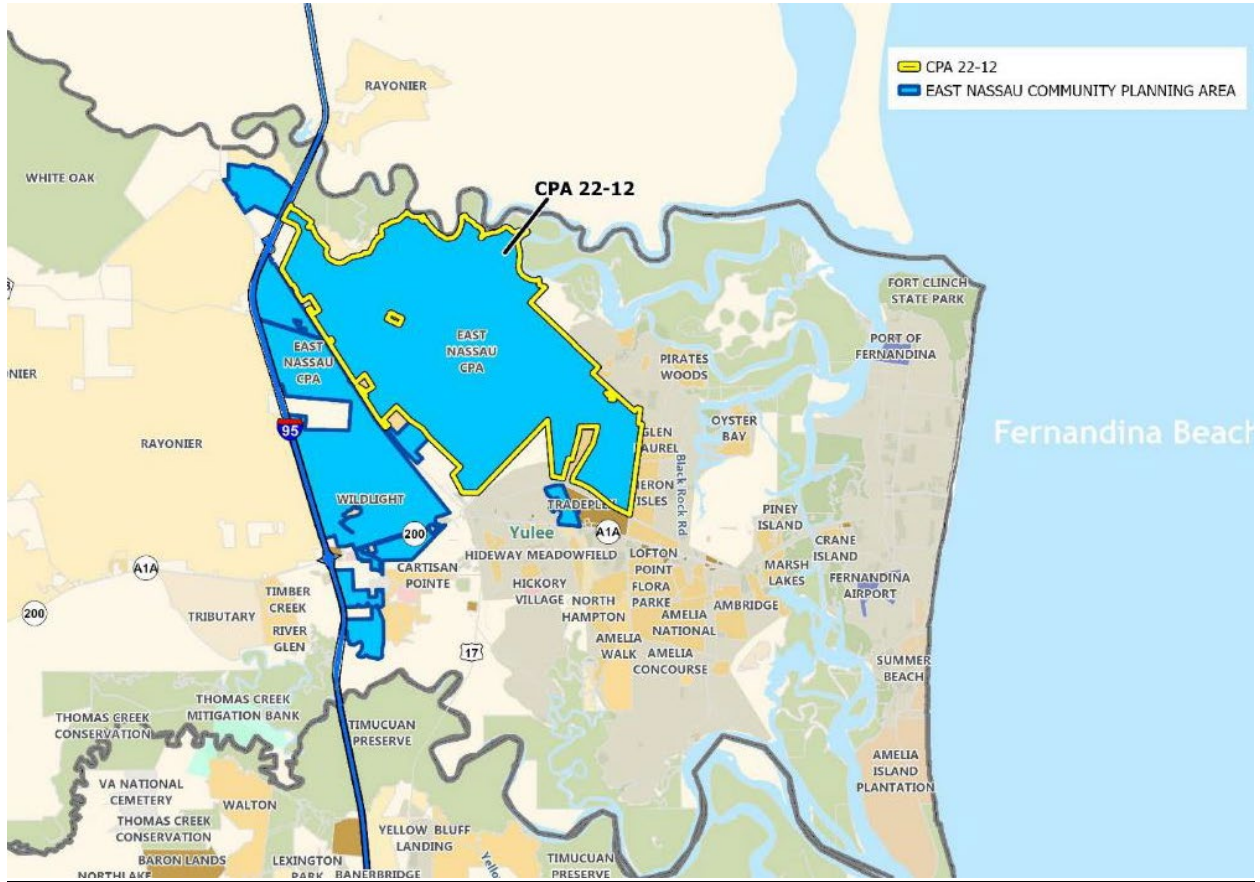 CPA 22-12
EAST NASSAU COMMUNITY PLANNING AREA
RAYONIER
WHITE OAK
CPA 22-12
FORT CLINCH
STATE PARK
PORT OF
FERNANDINA
EAST
NASSAU
CPA
EAST
NASSAU
CPA
PIRATES
WOODS
NIER
RAYONIER
95
OYSTER
BAY
Fernandina Beach
GLEN
LAUREL
Black Rock Rd
HERON
ISLES
WILDLIGHT
TRADEPLEX
200
Yulee
A1A
PINEY
ISLAND
CRANE
ISLAND
HIDEWAY
MEADOWFIELD
LOFTON
POINT
MARSH
LAKES
A1A
CARTISAN
POINTE
HICKORY
VILLAGE
FLORA
PARKE
FERNANDINA
AIRPORT
200
TRIBUTARY
TIMBER
CREEK
RIVER
GLEN
NORTH
HAMPTON
AMELIA
NATIONAL
AMBRIDGE
17
AMELIA
WALK
AMELIA
CONCOURSE
SUMMER
BEACH
THOMAS CREEK
MITIGATION BANK
THOMAS CREEK
CONSERVATION
TIMUCUAN
PRESERVE
AMELIA
ISLAND
PLANTATION
VA NATIONAL
CEMETERY
WALTON
THOMAS CREEK
CONSERVATION
YELLOW BLUFF
LANDING
BARON LANDS
LEXINGTON
PARK
BANERBRIDGE
TIMUCUAN
PRESERVE
NORTHLAKE